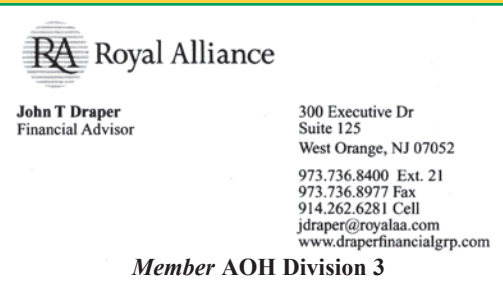 RA Royal Alliance
John T Draper
Financial Advisor
300 Executive Dr
Suite 125
West Orange, NJ 07052
973.736.8400 Ext. 21
973.736.8977 Fax
914.262.6281 Cell
jdraper@royalaa.com
www.draperfinancialgrp.com
Member AOH Division 3